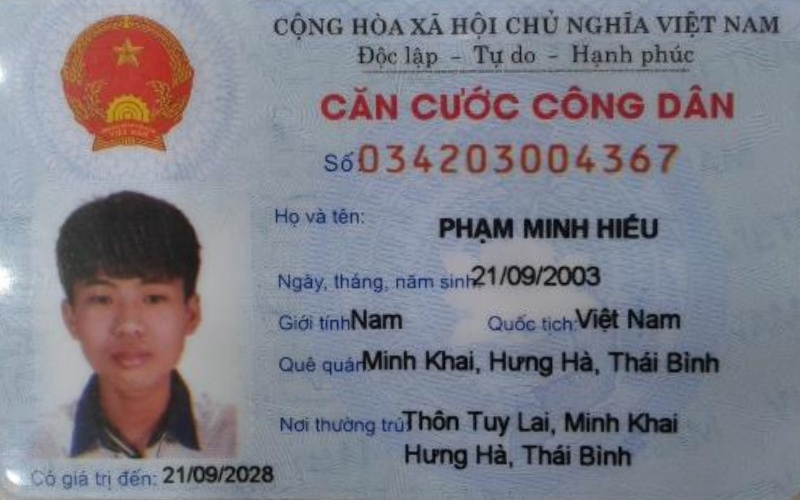 CỘNG HÒA XÃ HỘI CHỦ NGHĨA VIỆT NAM
Độc lập – Tự do – Hạnh phúc
CĂN CƯỚC CÔNG DÂN
VIỆT NAM
Số 034203004367
Họ và tên: PHẠM MINH HIẾU
Ngày, tháng, năm sinh: 21/09/2003
Giới tính: Nam Quốc tịch: Việt Nam
Quê quán: Minh Khai, Hưng Hà, Thái Bình
Nơi thường trú: Thôn Tuy Lai, Minh Khai
Hưng Hà, Thái Bình
Có giá trị đến: 21/09/2028